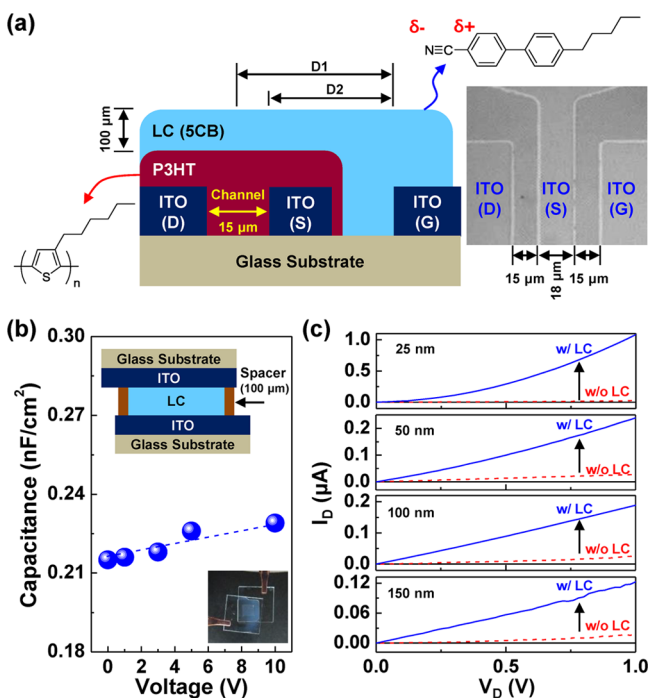 (a)
δ- δ+
N
D1
D2
100 μm
LC (5CB)
P3HT
Channel
15 μm
ITO
(D)
ITO
(S)
ITO
(G)
Glass Substrate
S
n
ITO
(D)
ITO
(S)
ITO
(G)
15 μm
18 μm
15 μm
(b)
Capacitance (nF/cm²)
0.30
0.27
0.24
0.21
0.18
Glass Substrate
ITO
LC
ITO
Glass Substrate
Spacer
(100 μm)
0 2 4 6 8 10
Voltage (V)
(c)
I_D (μA)
25 nm
w/ LC
w/o LC
1.0
0.5
0.0
50 nm
w/ LC
w/o LC
0.2
0.1
0.0
100 nm
w/ LC
w/o LC
0.2
0.1
0.0
150 nm
w/ LC
w/o LC
0.12
0.06
0.00
0.0 0.5 1.0
V_D (V)